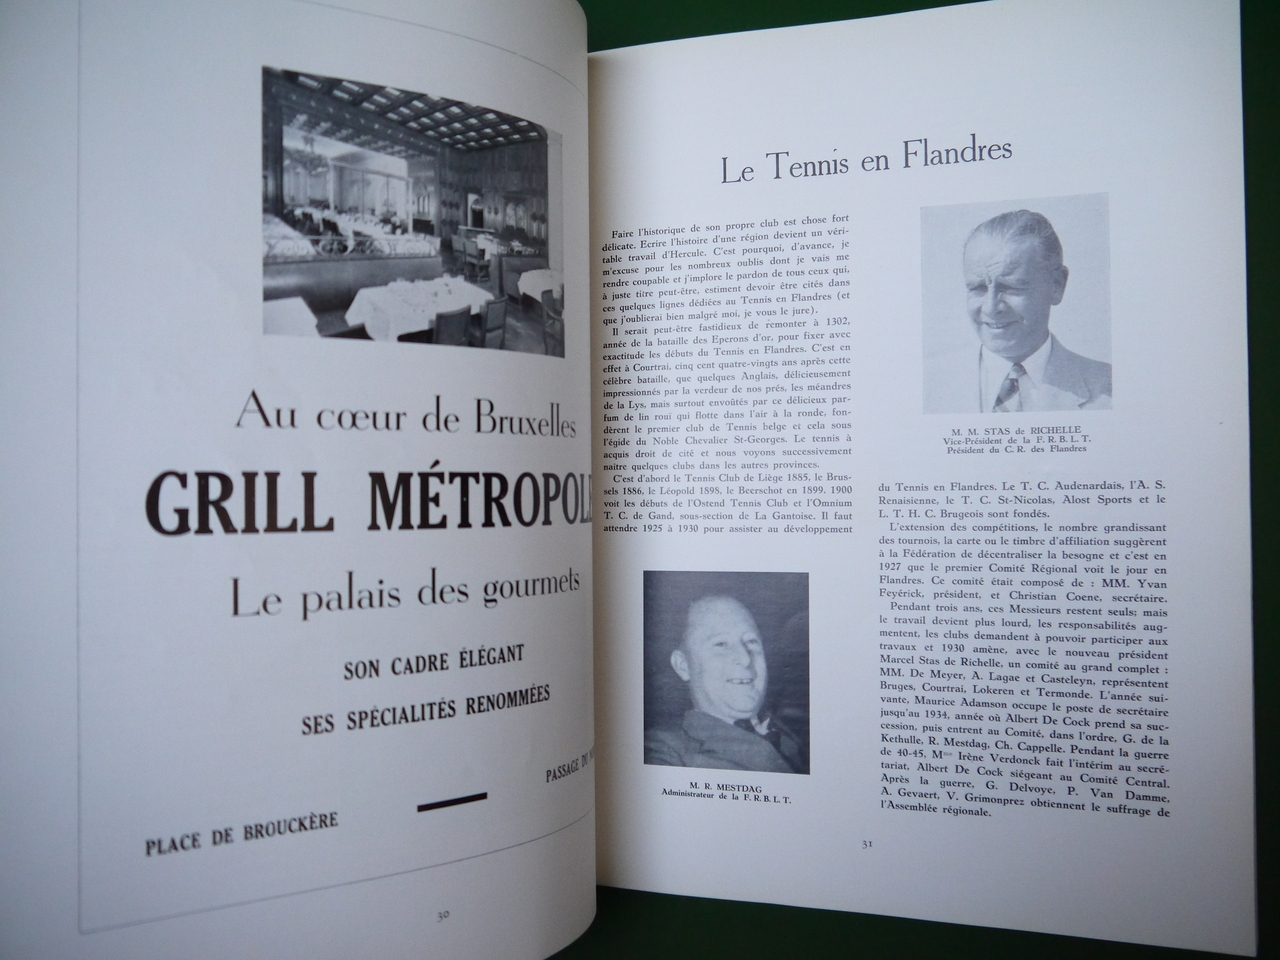 Au cœur de Bruxelles
GRILL MÉTROPOLE
Le palais des gourmets
SON CADRE ÉLÉGANT
SES SPÉCIALITÉS RENOMMÉES
PASSAGE DU
PLACE DE BROUCKÈRE
30
Le Tennis en Flandres
Faire l'historique de son propre club est chose fort
délicate. Ecrire l'histoire d'une région devient un véri-
table travail d'Hercule. C'est pourquoi, d'avance, je
m'excuse pour les nombreux oublis dont je vais me
rendre coupable et j'implore le pardon de tous ceux qui,
à juste titre peut-être, estiment devoir être cités dans
ces quelques lignes dédiées au Tennis en Flandres (et
que j'oublierai bien malgré moi, je vous le jure).
Il serait peut-être fastidieux de remonter à 1302,
année de la bataille des Eperons d'or, pour fixer avec
exactitude les débuts du Tennis en Flandres. C'est en
effet à Courtrai, cinq cent quatre-vingts ans après cette
célèbre bataille, que quelques Anglais, délicieusement
impressionnés par la verdeur de nos prés, les méandres
de la Lys, mais surtout envoûtés par ce délicieux par-
fum de lin roui qui flotte dans l'air à la ronde, fon-
dèrent le premier club de Tennis belge et cela sous
l'égide du Noble Chevalier St-Georges. Le tennis a
acquis droit de cité et nous voyons successivement
naitre quelques clubs dans les autres provinces.
C'est d'abord le Tennis Club de Liège 1885, le Brus-
sels 1886, le Léopold 1898, le Beerschot en 1899. 1900
voit les débuts de l'Ostend Tennis Club et l'Omnium
T. C. de Gand, sous-section de La Gantoise. Il faut
attendre 1925 à 1930 pour assister au développement
M. R. MESTDAG
Administrateur de la F. R. B. L. T.
M. M. STAS de RICHELLE
Vice-Président de la F. R. B. L. T.
Président du C. R. des Flandres
du Tennis en Flandres. Le T. C. Audenardais, l'A. S.
Renaisienne, le T. C. St-Nicolas, Alost Sports et le
L. T. H. C. Brugeois sont fondés.
L'extension des compétitions, le nombre grandissant
des tournois, la carte ou le timbre d'affiliation suggèrent
à la Fédération de décentraliser la besogne et c'est en
1927 que le premier Comité Régional voit le jour en
Flandres. Ce comité était composé de : MM. Yvan
Feyérick, président, et Christian Coene, secrétaire.
Pendant trois ans, ces Messieurs restent seuls; mais
le travail devient plus lourd, les responsabilités aug-
mentent, les clubs demandent à pouvoir participer aux
travaux et 1930 amène, avec le nouveau président
Marcel Stas de Richelle, un comité au grand complet :
MM. De Meyer, A. Lagae et Casteleyn, représentent
Bruges, Courtrai, Lokeren et Termonde. L'année sui-
vante, Maurice Adamson occupe le poste de secrétaire
jusqu'au 1934, année où Albert De Cock prend sa suc-
cession, puis entrent au Comité, dans l'ordre, G. de la
Kethulle, R. Mestdag, Ch. Cappelle. Pendant la guerre
de 40-45, Mme Irène Verdonck fait l'intérim au secré-
tariat, Albert De Cock siégeant au Comité Central.
Après la guerre, G. Delvoye, P. Van Damme,
A. Gevaert, V. Grimonprez obtiennent le suffrage de
l'Assemblée régionale.
31